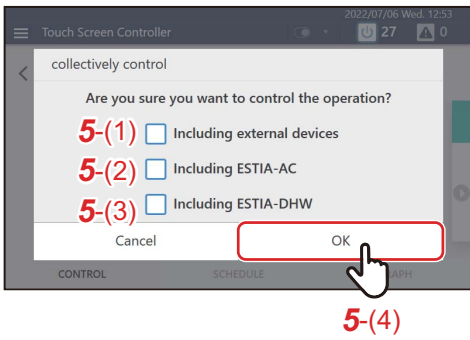 2022/07/06 Wed. 12:53
Touch Screen Controller 27 0
collectively control
Are you sure you want to control the operation?
5-(1) Including external devices
5-(2) Including ESTIA-AC
5-(3) Including ESTIA-DHW
Cancel OK
CONTROL SCHEDULE APH
5-(4)